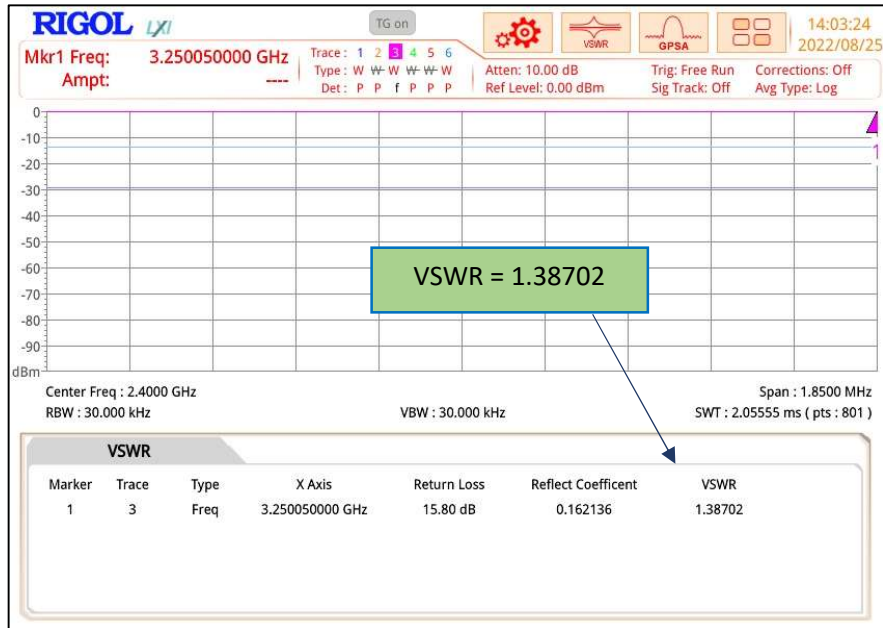 RIGOL LXI TG on VSWR GPSA 14:03:24
2022/08/25
Mkr1 Freq: 3.250050000 GHz
Ampt: ----
Trace: 1 2 3 4 5 6
Type: W W W W W W
Det: P P f P P P
Atten: 10.00 dB Trig: Free Run Corrections: Off
Ref Level: 0.00 dBm Sig Track: Off Avg Type: Log
0
-10
1
-20
-30
-40
-50
-60
-70
-80
-90
dBm
VSWR = 1.38702
Center Freq : 2.4000 GHz Span : 1.8500 MHz
RBW : 30.000 kHz VBW : 30.000 kHz SWT : 2.05555 ms ( pts : 801 )
VSWR
Marker Trace Type X Axis Return Loss Reflect Coefficent VSWR
1 3 Freq 3.250050000 GHz 15.80 dB 0.162136 1.38702